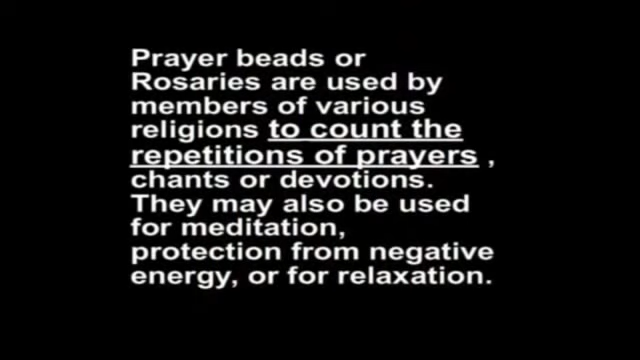 Prayer beads or
Rosaries are used by
members of various
religions to count the
repetitions of prayers ,
chants or devotions.
They may also be used
for meditation,
protection from negative
energy, or for relaxation.